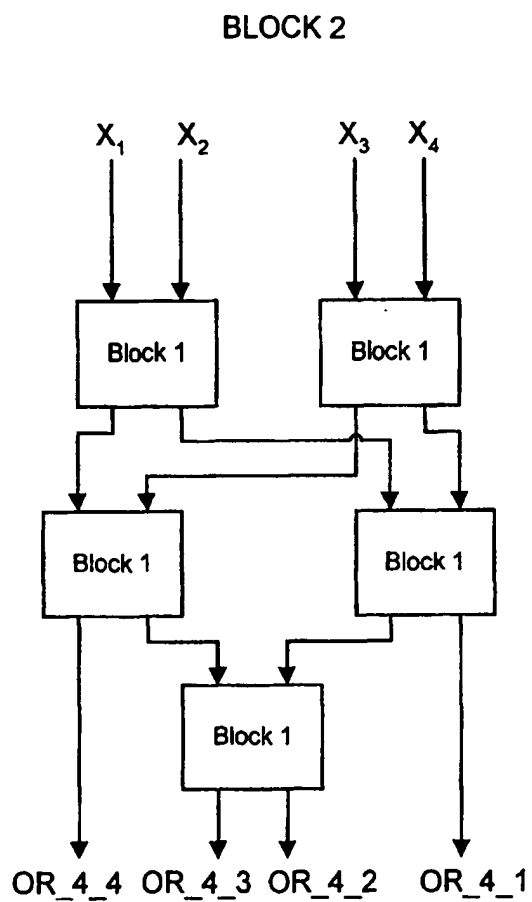 BLOCK 2
X₁ X₂ X₃ X₄
Block 1 Block 1
Block 1 Block 1
Block 1
OR_4_4 OR_4_3 OR_4_2 OR_4_1